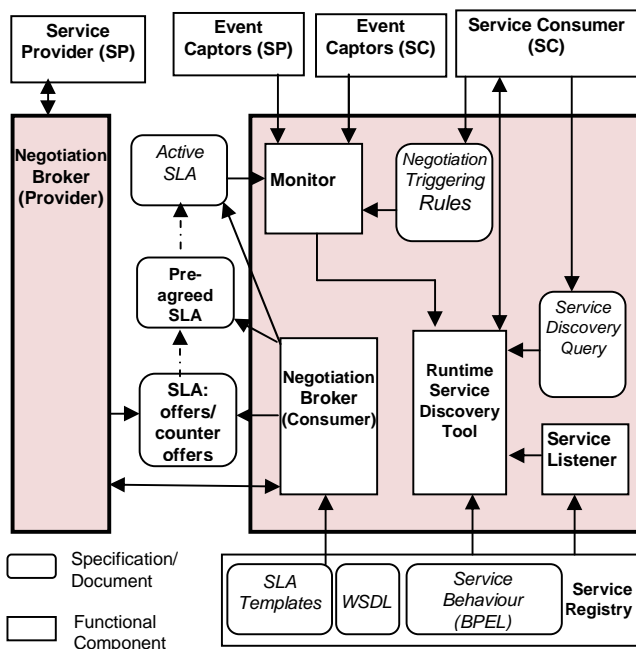 Service
Provider (SP)
Event
Captors (SP)
Event
Captors (SC)
Service Consumer
(SC)
Negotiation
Broker
(Provider)
Active
SLA
Monitor
Negotiation
Triggering
Rules
Pre-
agreed
SLA
Service
Discovery
Query
SLA:
offers/
counter
offers
Negotiation
Broker
(Consumer)
Runtime
Service
Discovery
Tool
Service
Listener
Specification/
Document
Functional
Component
SLA
Templates
WSDL
Service
Behaviour
(BPEL)
Service
Registry